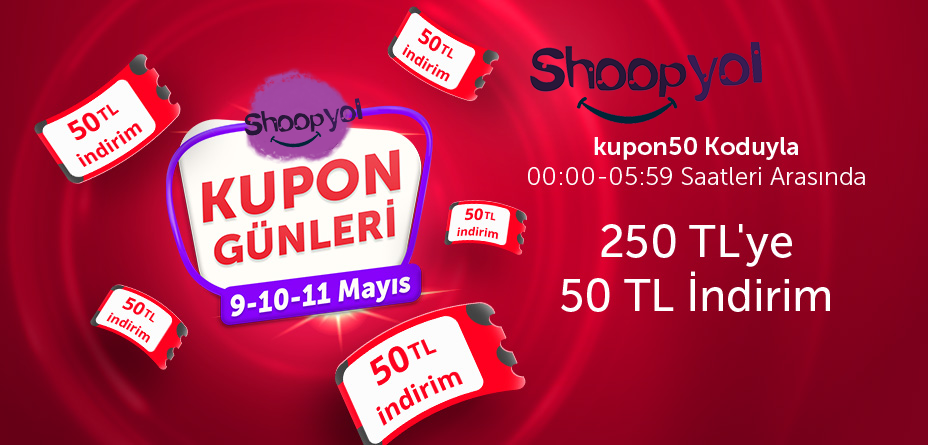 50TL
indirim
50TL
indirim
Shoopyol
KUPON
GÜNLERİ
9-10-11 Mayıs
50TL
indirim
50TL
indirim
50TL
indirim
Shoopyol
kupon50 Koduyla
00:00-05:59 Saatleri Arasında
250 TL'ye
50 TL İndirim